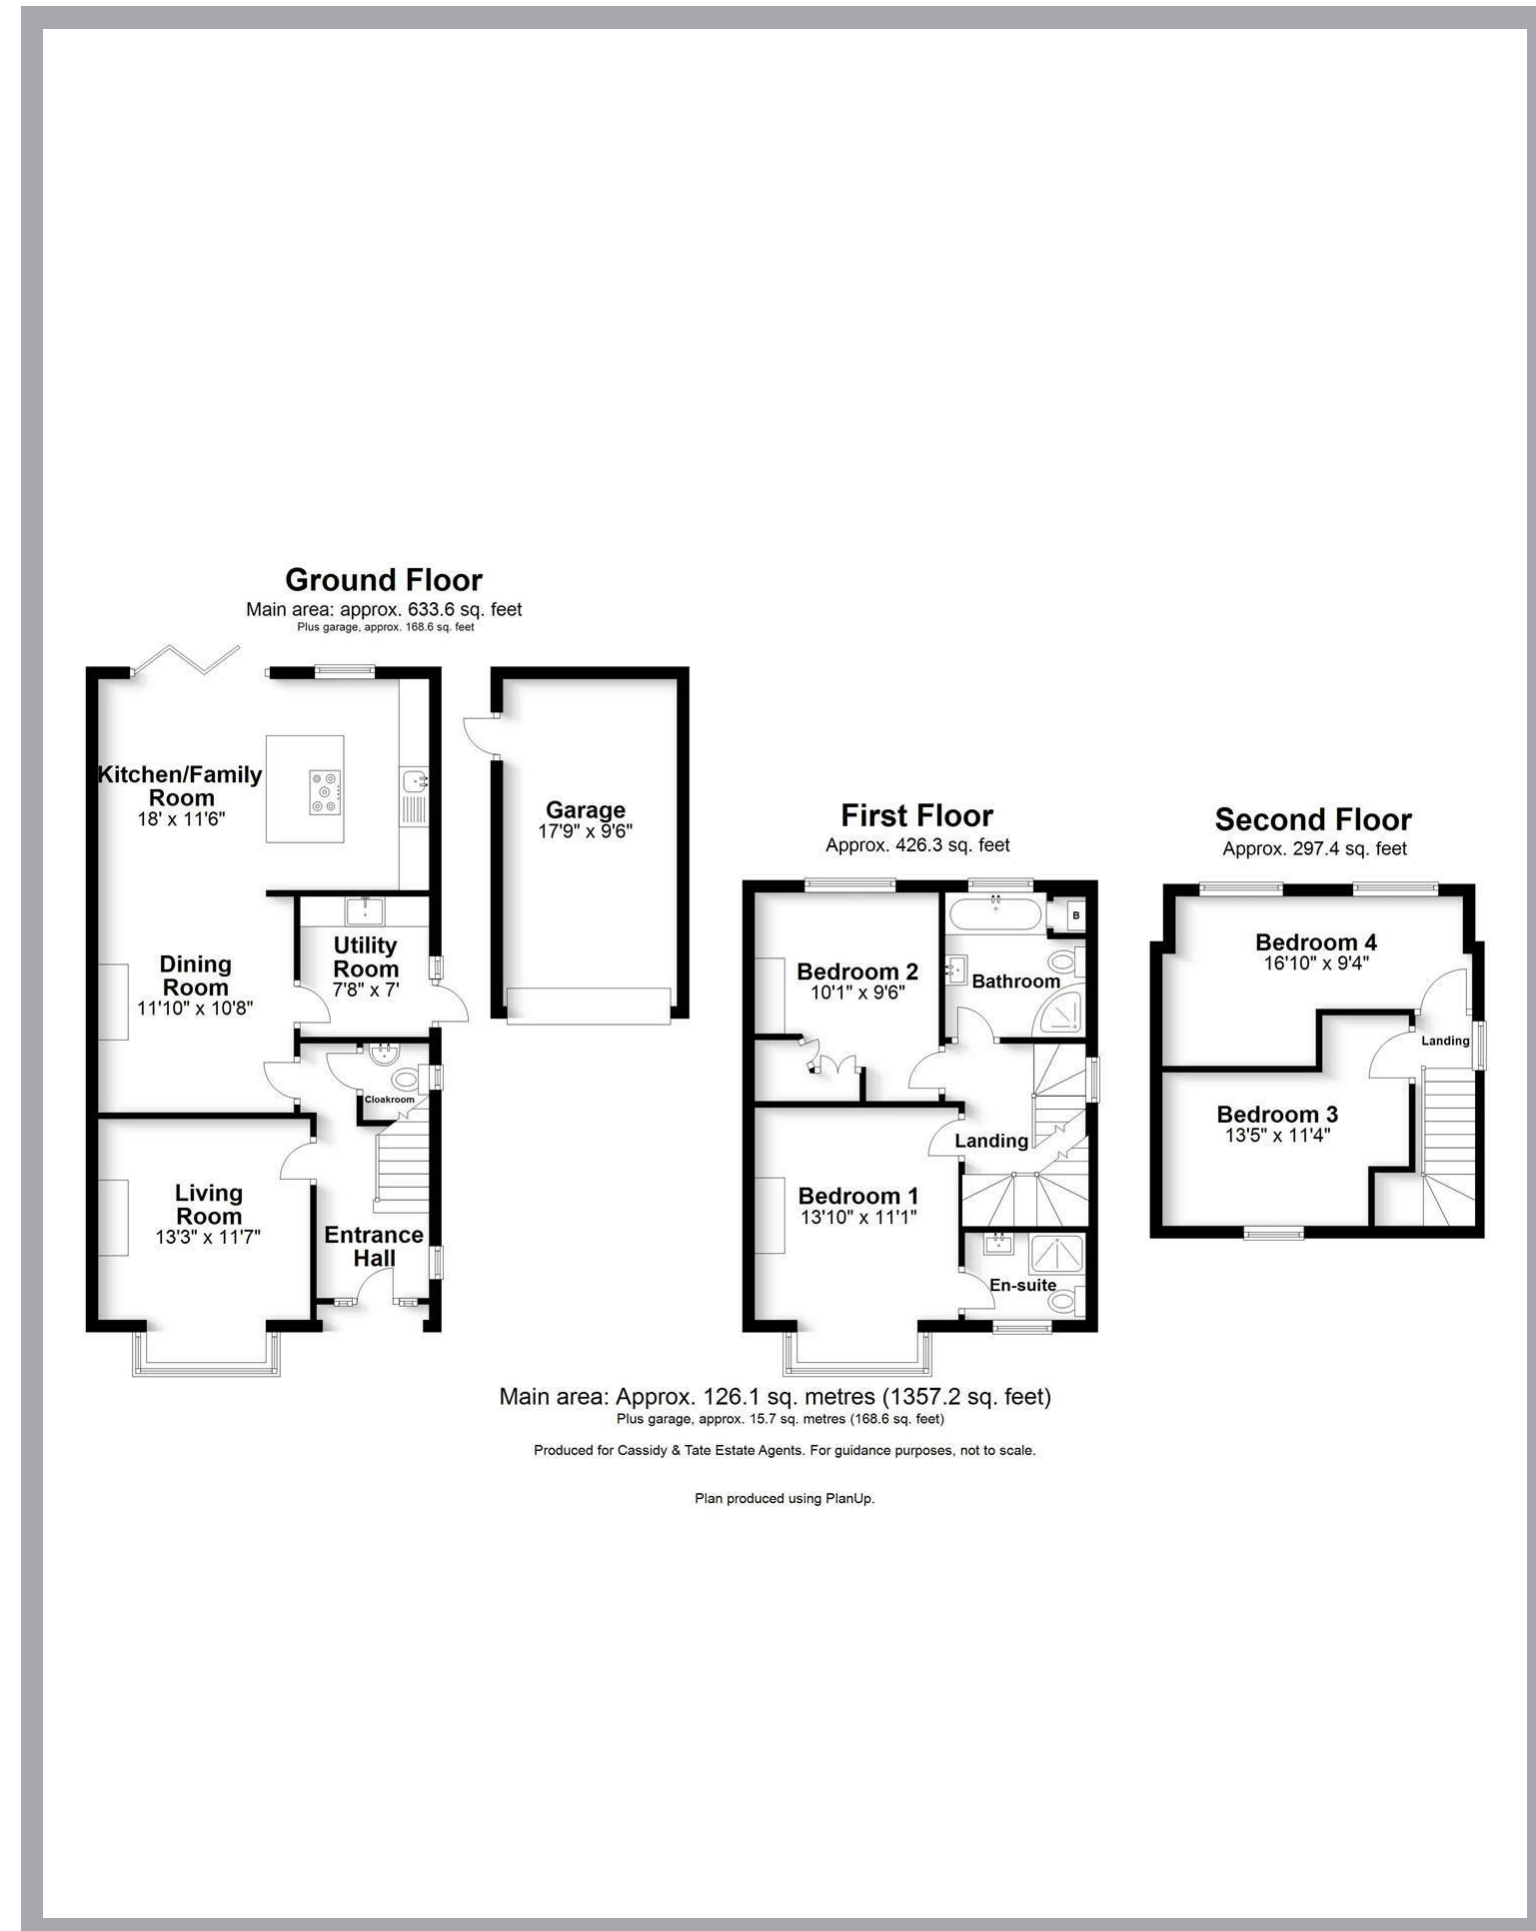 Ground Floor
Main area: approx. 633.6 sq. feet
Plus garage, approx. 168.6 sq. feet
Kitchen/Family
Room
18' x 11'6"
Garage
17'9" x 9'6"
Dining
Room
11'10" x 10'8"
Utility
Room
7'8" x 7'
Cloakroom
Living
Room
13'3" x 11'7"
Entrance
Hall
First Floor
Approx. 426.3 sq. feet
Bedroom 2
10'1" x 9'6"
B
Bathroom
Landing
Bedroom 1
13'10" x 11'1"
En-suite
Second Floor
Approx. 297.4 sq. feet
Bedroom 4
16'10" x 9'4"
Landing
Bedroom 3
13'5" x 11'4"
Main area: Approx. 126.1 sq. metres (1357.2 sq. feet)
Plus garage, approx. 15.7 sq. metres (168.6 sq. feet)
Produced for Cassidy & Tate Estate Agents. For guidance purposes, not to scale.
Plan produced using PlanUp.